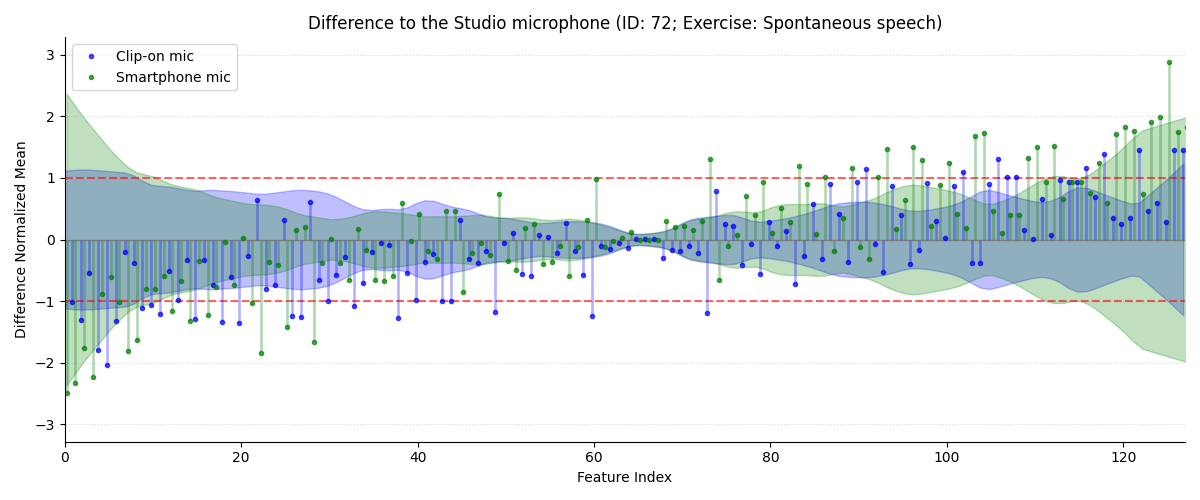 Difference to the Studio microphone (ID: 72; Exercise: Spontaneous speech)
Clip-on mic
Smartphone mic
Difference Normalized Mean
3
2
1
0
−1
−2
−3
0 20 40 60 80 100 120
Feature Index